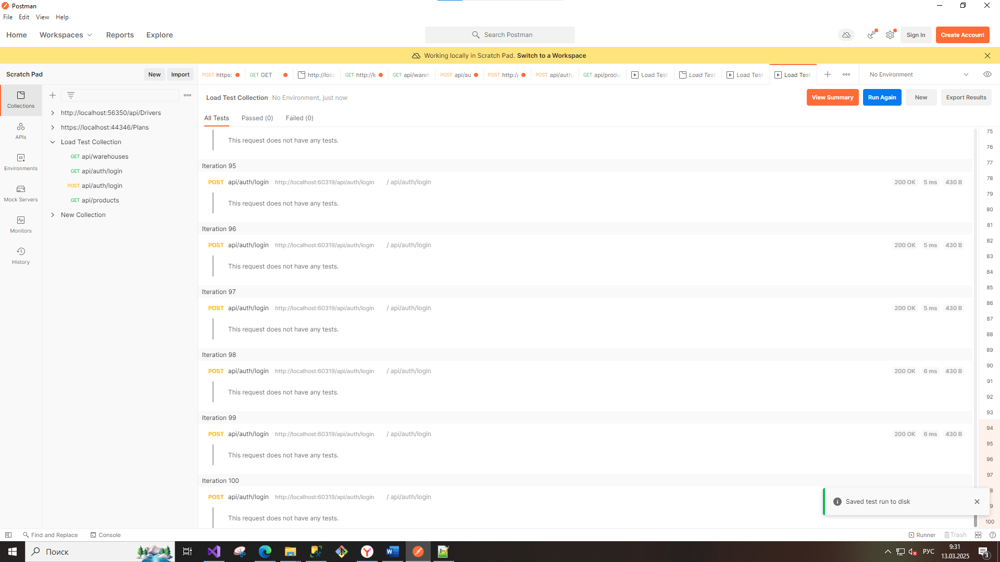 Postman
File Edit View Help
Home Workspaces Reports Explore Search Postman Sign In Create Account
Working locally in Scratch Pad. Switch to a Workspace
Scratch Pad New Import
POST https: GET GET http://loca GET http://lo GET api/wareh POST api/au POST http:/ POST api/auth, GET api/produ Load Test Load Test Load Test Load Test No Environment
Load Test Collection No Environment, just now View Summary Run Again New Export Results
All Tests Passed (0) Failed (0)
Collections
APIs
Environments
Mock Servers
Monitors
History
http://localhost:56350/api/Drivers
https://localhost:44346/Plans
Load Test Collection
GET api/warehouses
GET api/auth/login
POST api/auth/login
GET api/products
New Collection
This request does not have any tests.
Iteration 95
POST api/auth/login http://localhost:60319/api/auth/login / api/auth/login 200 OK 5 ms 430 B
This request does not have any tests.
Iteration 96
POST api/auth/login http://localhost:60319/api/auth/login / api/auth/login 200 OK 5 ms 430 B
This request does not have any tests.
Iteration 97
POST api/auth/login http://localhost:60319/api/auth/login / api/auth/login 200 OK 5 ms 430 B
This request does not have any tests.
Iteration 98
POST api/auth/login http://localhost:60319/api/auth/login / api/auth/login 200 OK 6 ms 430 B
This request does not have any tests.
Iteration 99
POST api/auth/login http://localhost:60319/api/auth/login / api/auth/login 200 OK 6 ms 430 B
This request does not have any tests.
Iteration 100
POST api/auth/login http://localhost:60319/api/auth/login / api/auth/login
This request does not have any tests.
75
76
77
78
79
80
81
82
83
84
85
86
87
88
89
90
91
92
93
94
95
96
97
8
9
100
Saved test run to disk
Find and Replace Console Runner Trash
Поиск
РУС
9:31
13.03.2025
3